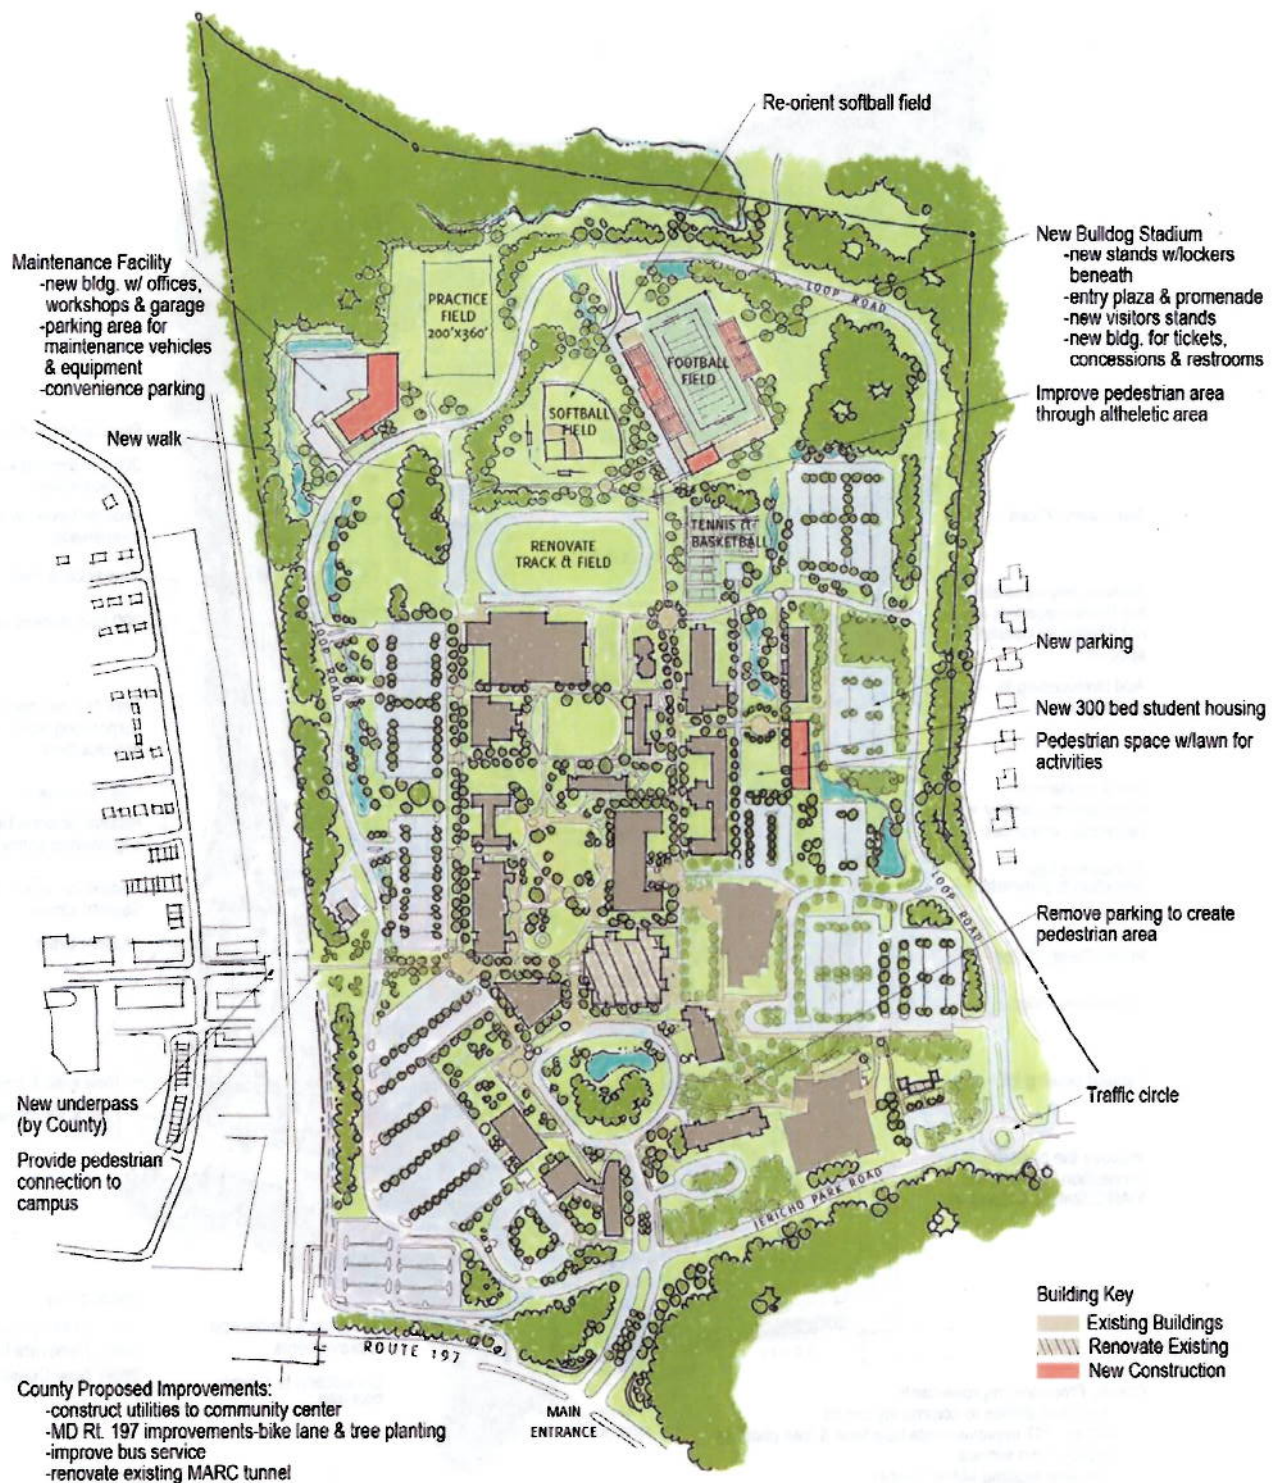 Re-orient softball field
New Bulldog Stadium
-new stands w/lockers
beneath
-entry plaza & promenade
-new visitors stands
-new bldg. for tickets,
concessions & restrooms
Maintenance Facility
-new bldg. w/ offices,
workshops & garage
-parking area for
maintenance vehicles
& equipment
-convenience parking
LOOP ROAD
PRACTICE
FIELD
200'X360'
FOOTBALL
FIELD
Improve pedestrian area
through altheletic area
SOFTBALL
FIELD
New walk
TENNIS &
BASKETBALL
RENOVATE
TRACK & FIELD
LOOP ROAD
New parking
New 300 bed student housing
Pedestrian space w/lawn for
activities
LOOP ROAD
Remove parking to create
pedestrian area
New underpass
(by County)
Provide pedestrian
connection to
campus
Traffic circle
JERICHO PARK ROAD
Building Key
Existing Buildings
Renovate Existing
New Construction
ROUTE 197
MAIN
ENTRANCE
County Proposed Improvements:
-construct utilities to community center
-MD Rt. 197 improvements-bike lane & tree planting
-improve bus service
-renovate existing MARC tunnel